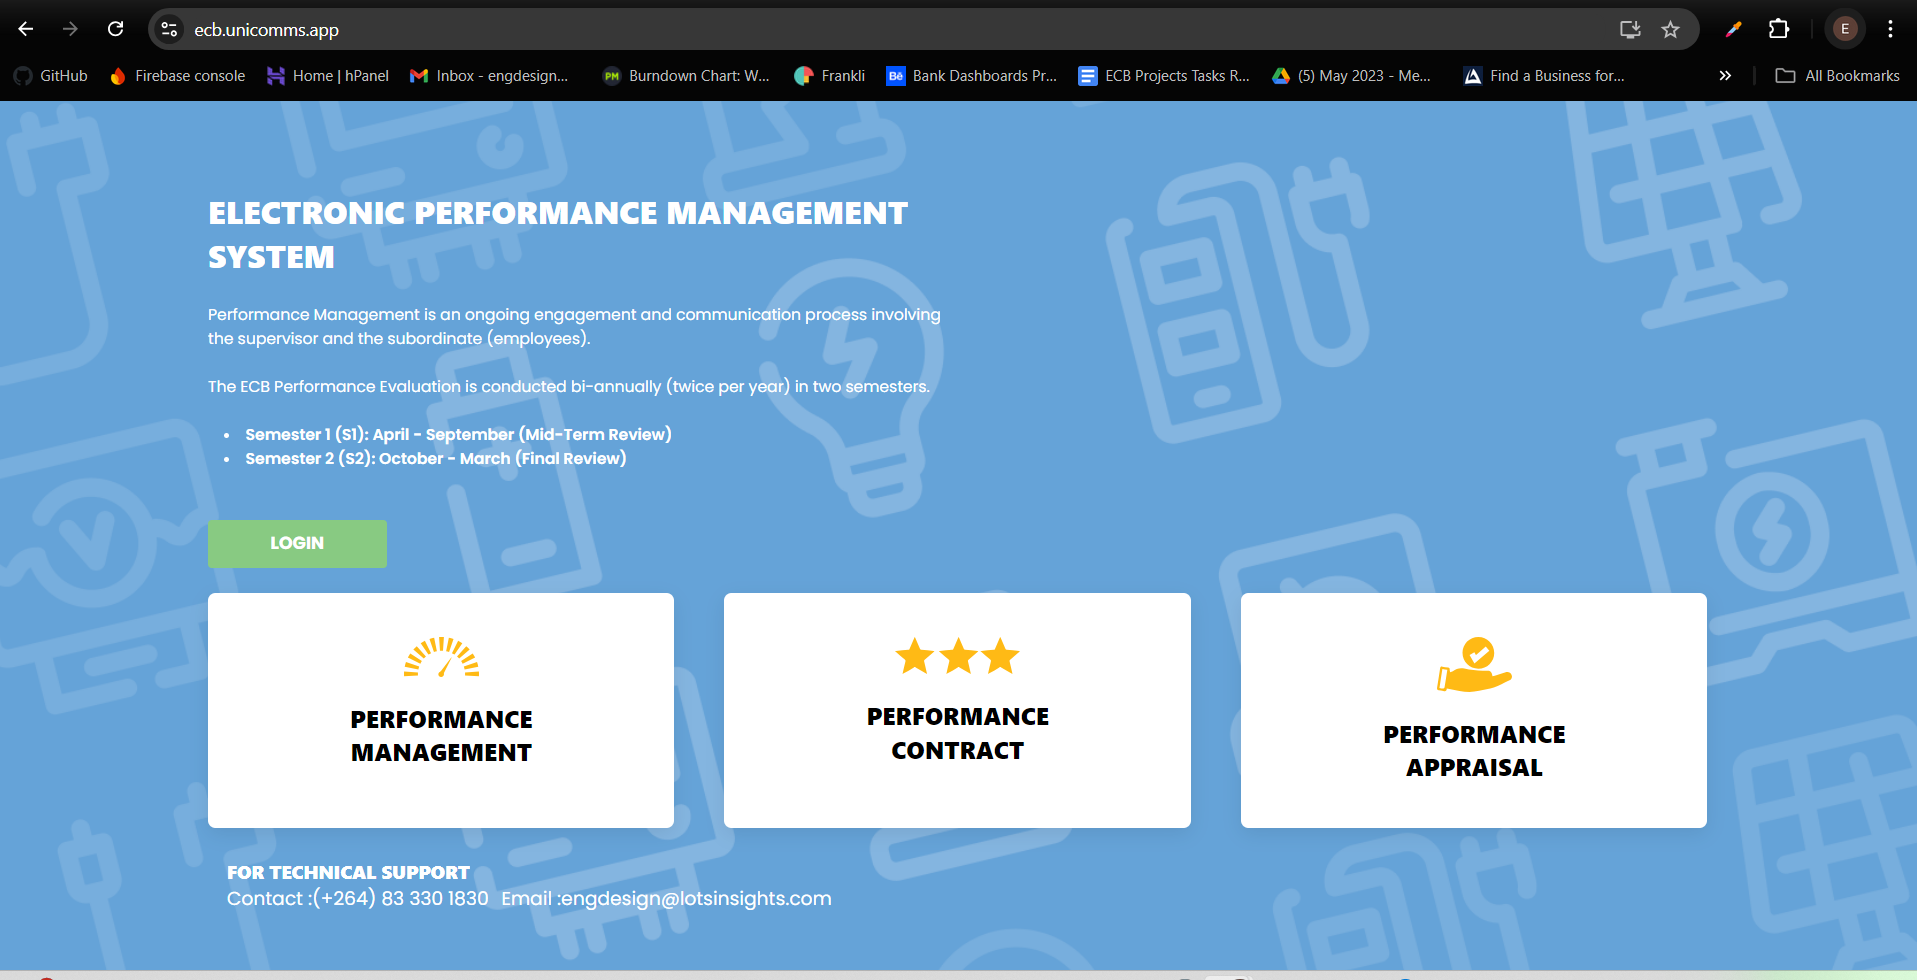 ecb.unicomms.app
E
GitHub
Firebase console
Home | hPanel
Inbox - engdesign...
PM
Burndown Chart: W...
Frankli
Bē
Bank Dashboards Pr...
ECB Projects Tasks R...
(5) May 2023 - Me...
Find a Business for...
»
All Bookmarks
ELECTRONIC PERFORMANCE MANAGEMENT
SYSTEM
Performance Management is an ongoing engagement and communication process involving
the supervisor and the subordinate (employees).
The ECB Performance Evaluation is conducted bi-annually (twice per year) in two semesters.
• Semester 1 (S1): April - September (Mid-Term Review)
• Semester 2 (S2): October - March (Final Review)
LOGIN
PERFORMANCE
MANAGEMENT
PERFORMANCE
CONTRACT
PERFORMANCE
APPRAISAL
FOR TECHNICAL SUPPORT
Contact :(+264) 83 330 1830 Email :engdesign@lotsinsights.com